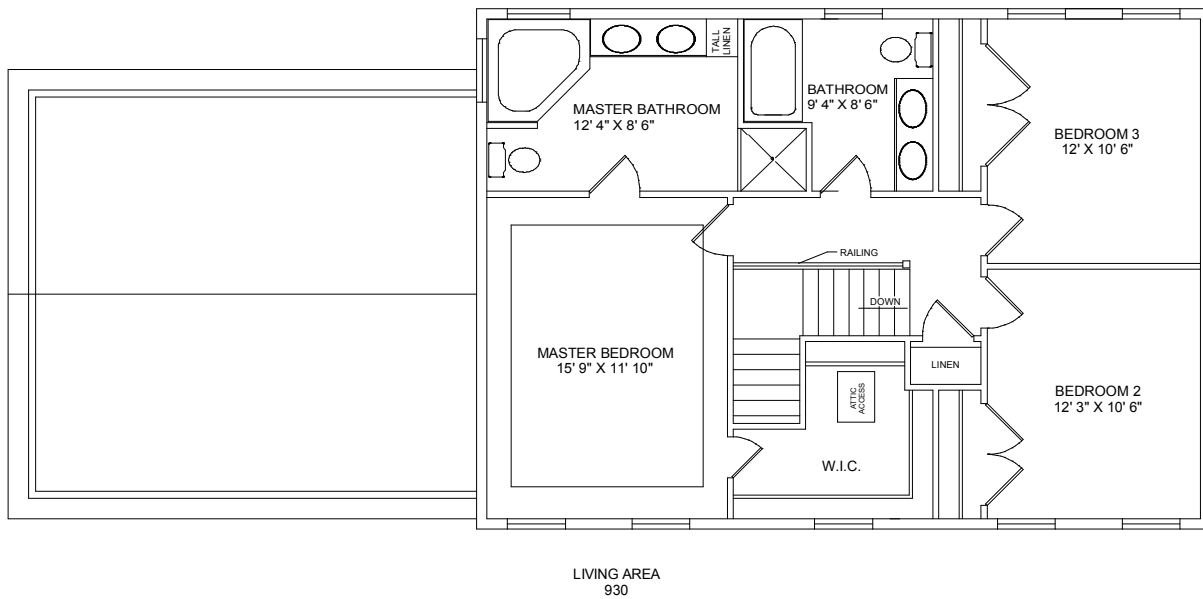 TALL
LINEN
MASTER BATHROOM
12' 4" X 8' 6"
BATHROOM
9' 4" X 8' 6"
BEDROOM 3
12' X 10' 6"
RAILING
DOWN
MASTER BEDROOM
15' 9" X 11' 10"
LINEN
ATTIC
ACCESS
BEDROOM 2
12' 3" X 10' 6"
W.I.C.
LIVING AREA
930